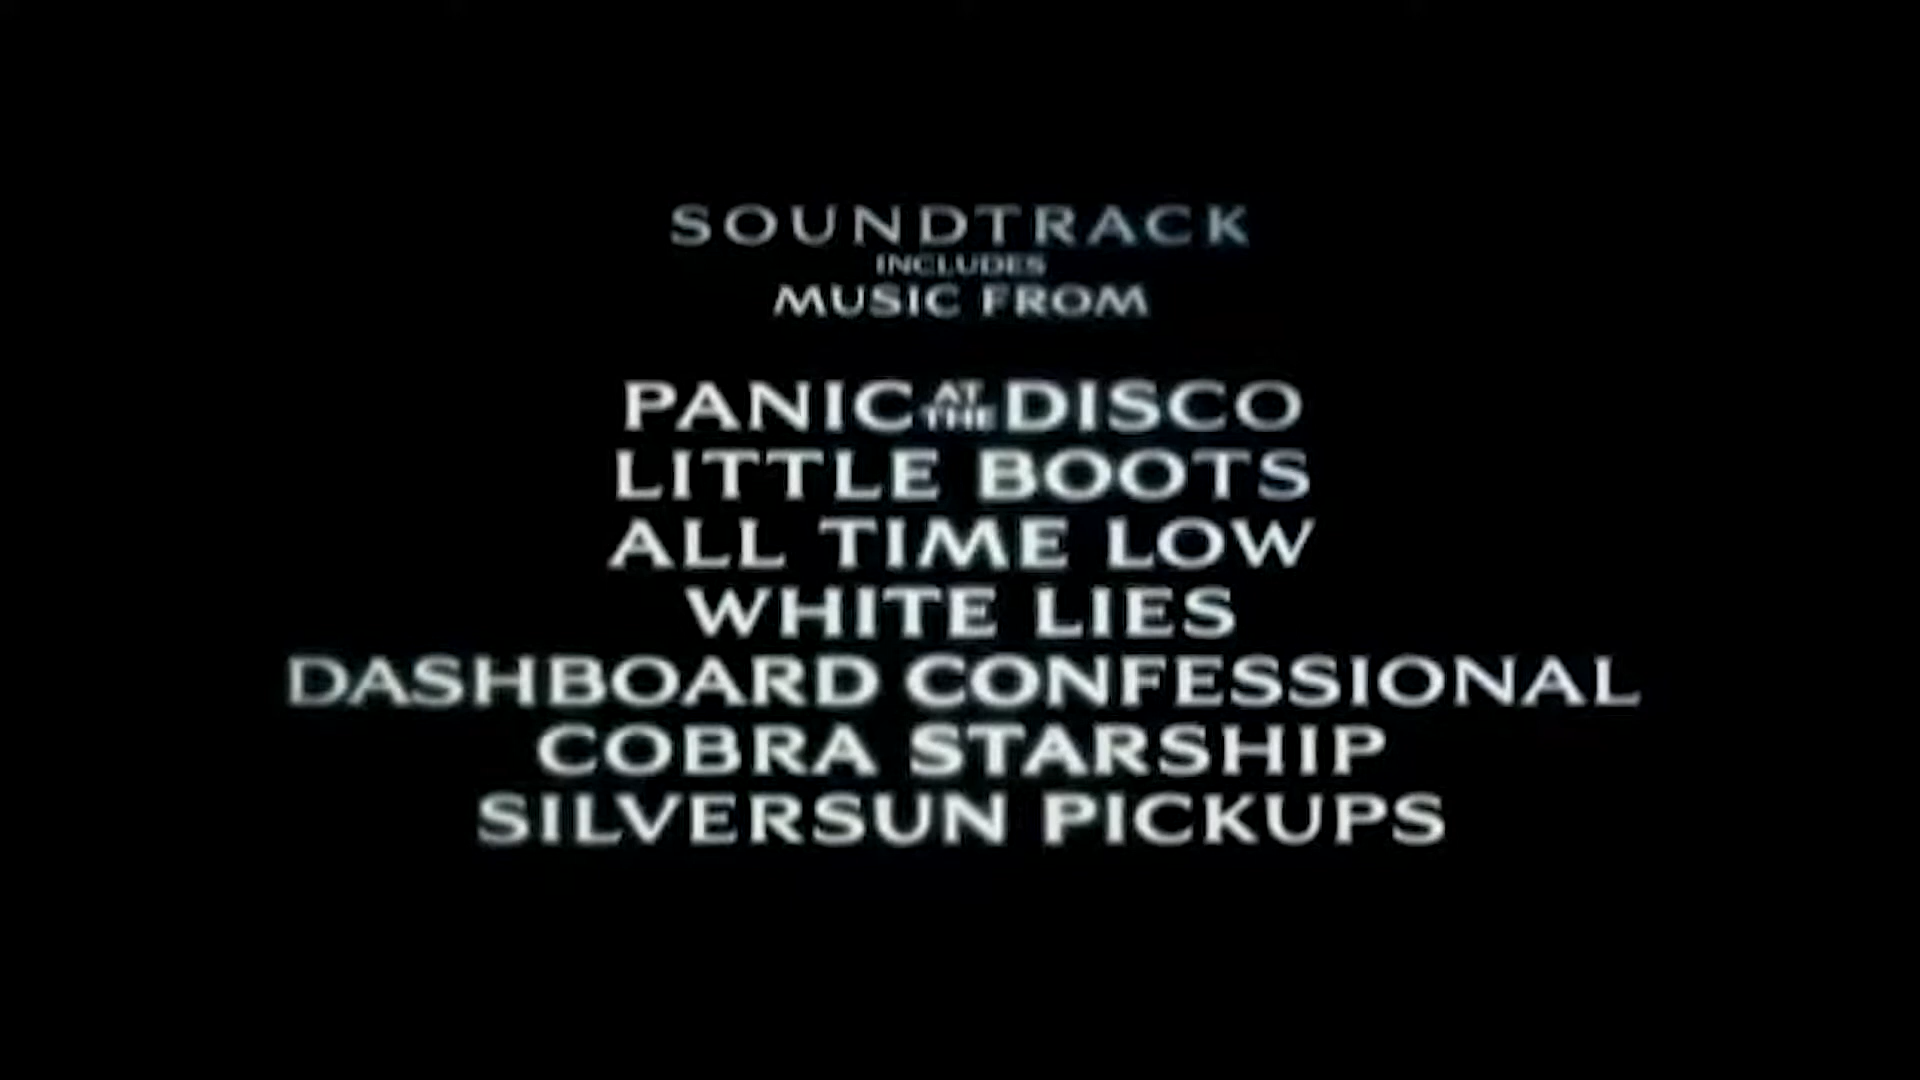 SOUNDTRACK
INCLUDES
MUSIC FROM
PANIC AT THE DISCO
LITTLE BOOTS
ALL TIME LOW
WHITE LIES
DASHBOARD CONFESSIONAL
COBRA STARSHIP
SILVERSUN PICKUPS